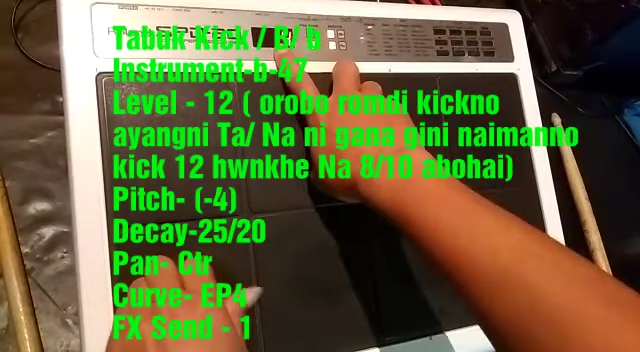 Tabuk Kick / B/ b
Instrument-b-47
Level - 12 ( orobo romdi kickno
ayangni Ta/ Na ni gana gini naimanno
kick 12 hwnkhe Na 8/10 abohai)
Pitch- (-4)
Decay-25/20
Pan- Ctr
Curve- EP4
FX Send - 1